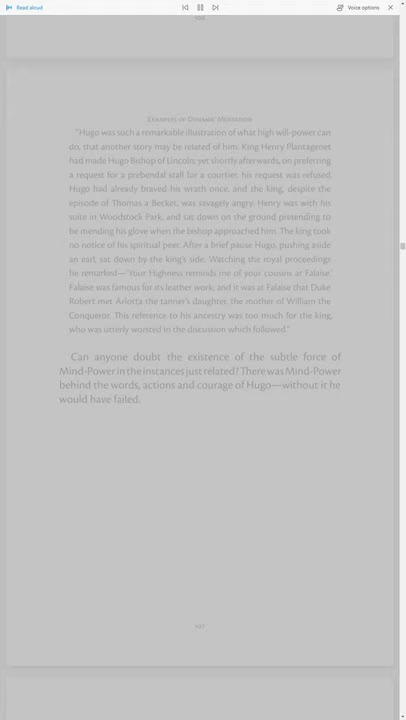 Read aloud
Voice options
Examples of Dynamic Mentation
"Hugo was such a remarkable illustration of what high will-power can
do, that another story may be related of him. King Henry Plantagenet
had made Hugo Bishop of Lincoln; yet shortly afterwards, on preferring
a request for a prebendal stall for a courtier, his request was refused.
Hugo had already braved his wrath once, and the king, despite the
episode of Thomas a Becket, was savagely angry. Henry was with his
suite in Woodstock Park, and sat down on the ground pretending to
be mending his glove when the bishop approached him. The king took
no notice of his spiritual peer. After a brief pause Hugo, pushing aside
an earl, sat down by the king's side. Watching the royal proceedings
he remarked—'Your Highness reminds me of your cousins at Falaise.'
Falaise was famous for its leather work, and it was at Falaise that Duke
Robert met Arlotta the tanner's daughter, the mother of William the
Conqueror. This reference to his ancestry was too much for the king,
who was utterly worsted in the discussion which followed."
Can anyone doubt the existence of the subtle force of
Mind-Power in the instances just related? There was Mind-Power
behind the words, actions and courage of Hugo—without it he
would have failed.
107